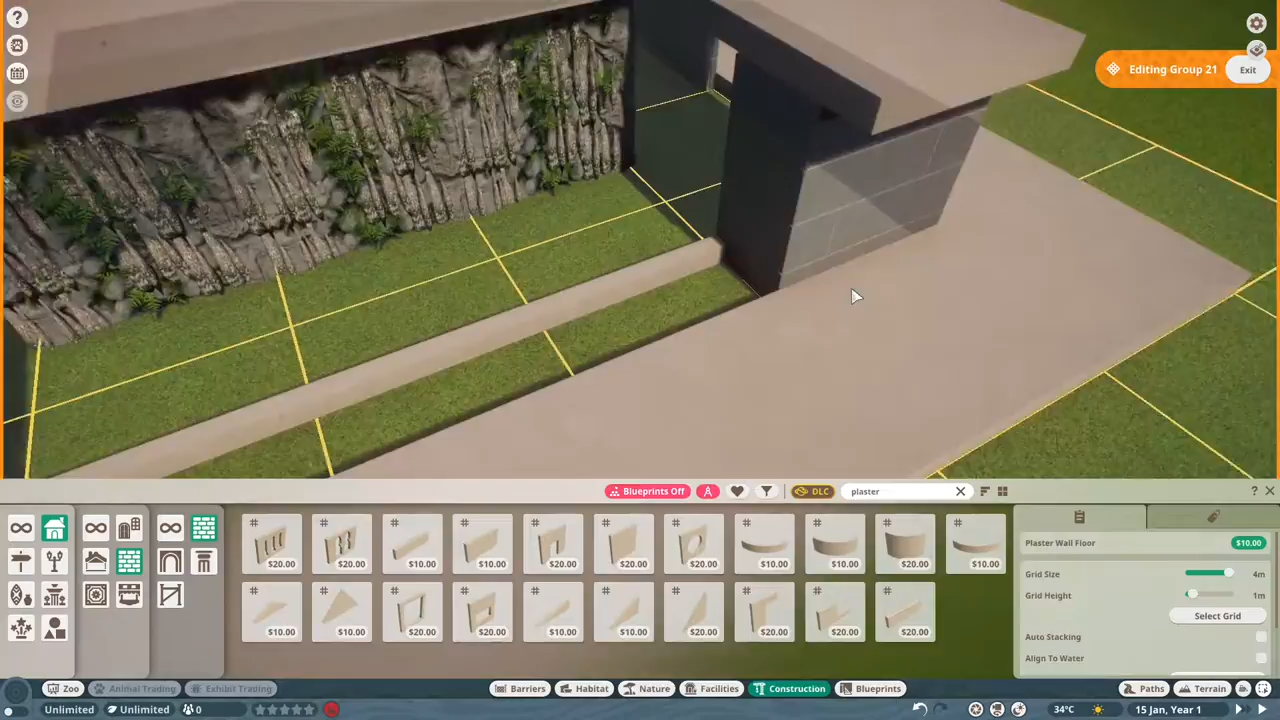 ?
Editing Group 21
Exit
Blueprints Off
DLC
plaster
?
$20.00
$20.00
$10.00
$10.00
$20.00
$20.00
$20.00
$10.00
$10.00
$20.00
$10.00
$10.00
$10.00
$20.00
$20.00
$10.00
$10.00
$20.00
$20.00
$20.00
$20.00
Plaster Wall Floor
$10.00
Grid Size
4m
Grid Height
1m
Select Grid
Auto Stacking
Align To Water
Zoo
Animal Trading
Exhibit Trading
Barriers
Habitat
Nature
Facilities
Construction
Blueprints
Paths
Terrain
Unlimited
Unlimited
0
34°C
15 Jan, Year 1